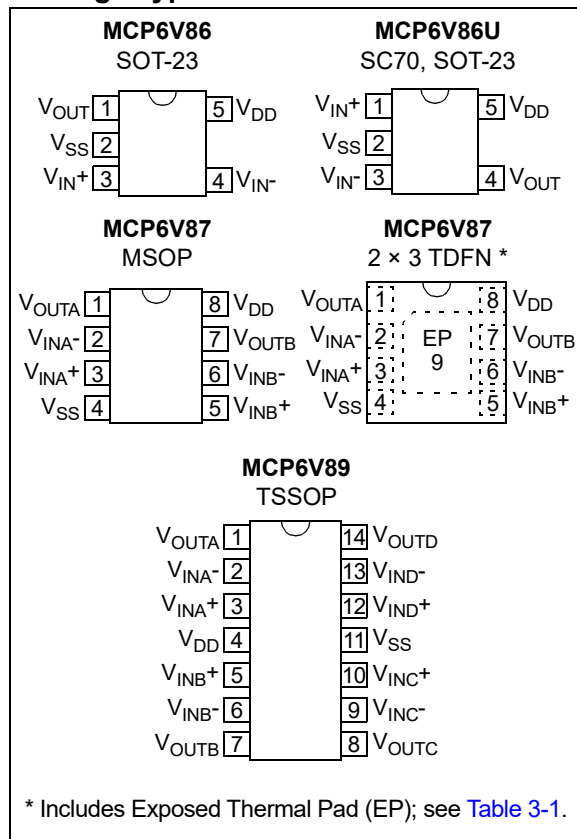 MCP6V86
SOT-23
VOUT 1 5 VDD
VSS 2
VIN+ 3 4 VIN-
MCP6V86U
SC70, SOT-23
VIN+ 1 5 VDD
VSS 2
VIN- 3 4 VOUT
MCP6V87
MSOP
VOUTA 1 8 VDD
VINA- 2 7 VOUTB
VINA+ 3 6 VINB-
VSS 4 5 VINB+
MCP6V87
2 × 3 TDFN *
VOUTA 1 8 VDD
VINA- 2 EP 7 VOUTB
VINA+ 3 9 6 VINB-
VSS 4 5 VINB+
MCP6V89
TSSOP
VOUTA 1 14 VOUTD
VINA- 2 13 VIND-
VINA+ 3 12 VIND+
VDD 4 11 VSS
VINB+ 5 10 VINC+
VINB- 6 9 VINC-
VOUTB 7 8 VOUTC
* Includes Exposed Thermal Pad (EP); see Table 3-1.